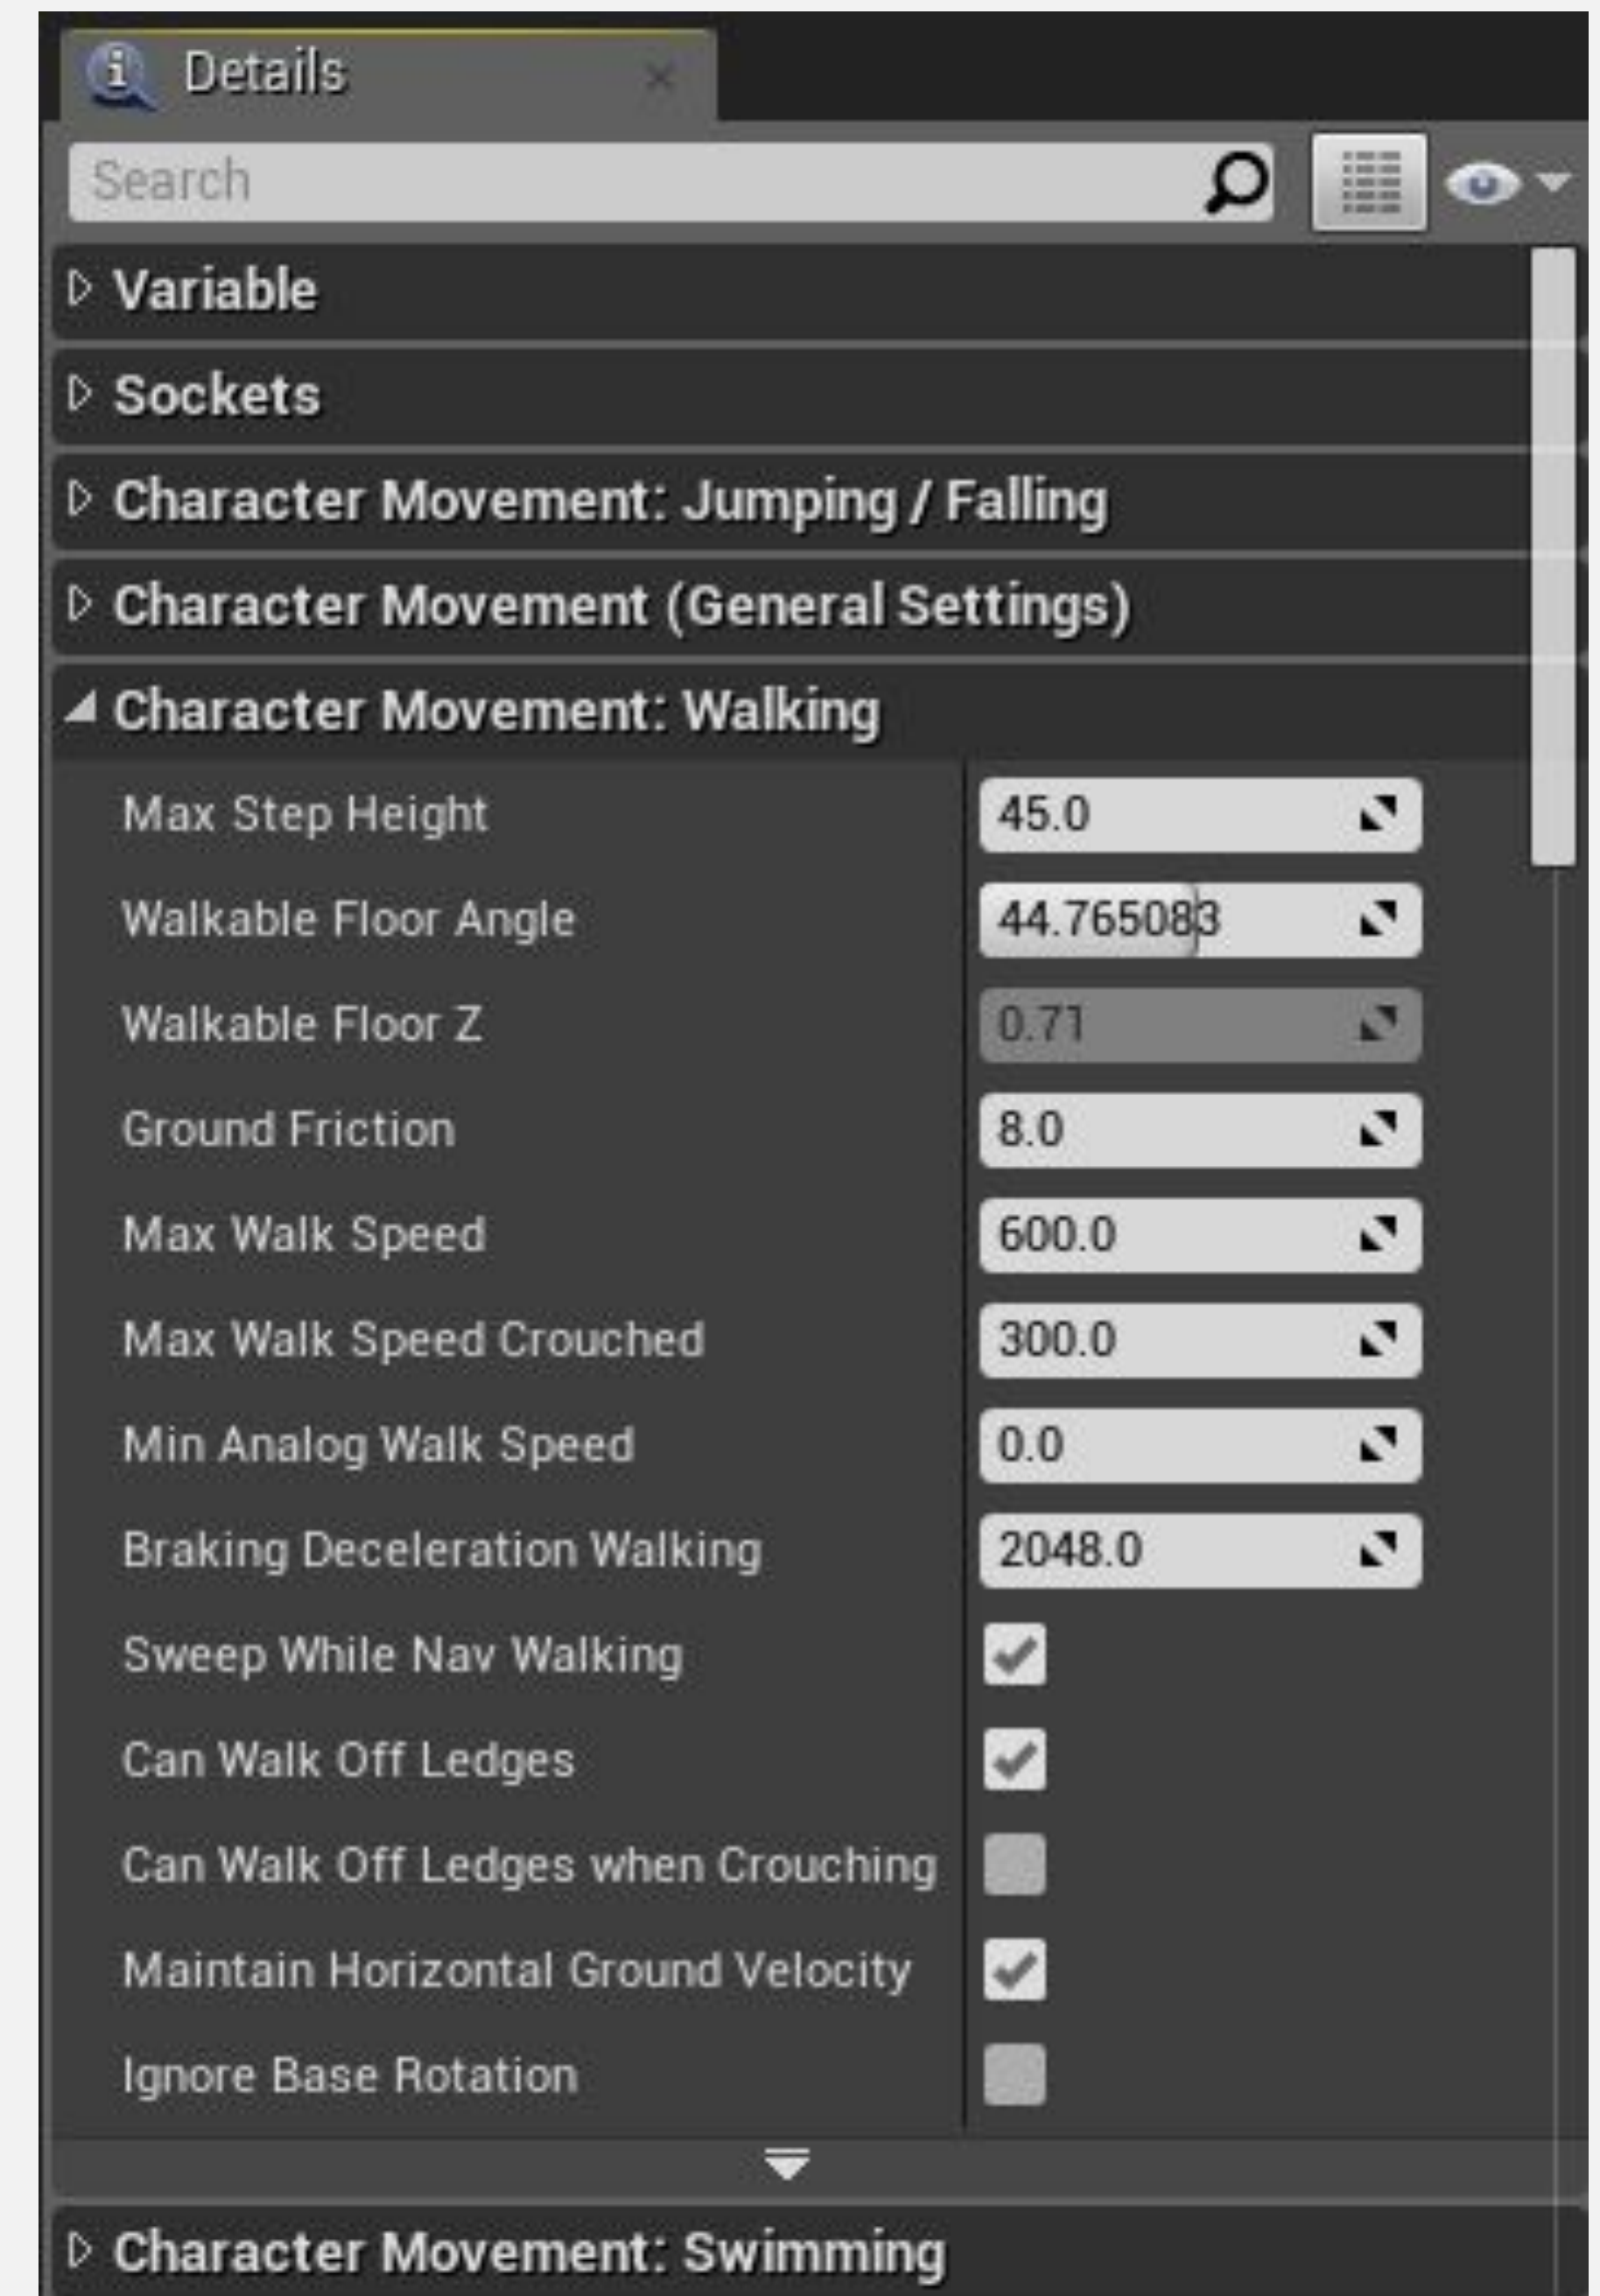 Details
Search
Variable
Sockets
Character Movement: Jumping / Falling
Character Movement (General Settings)
Character Movement: Walking
Max Step Height 45.0
Walkable Floor Angle 44.765083
Walkable Floor Z 0.71
Ground Friction 8.0
Max Walk Speed 600.0
Max Walk Speed Crouched 300.0
Min Analog Walk Speed 0.0
Braking Deceleration Walking 2048.0
Sweep While Nav Walking
Can Walk Off Ledges
Can Walk Off Ledges when Crouching
Maintain Horizontal Ground Velocity
Ignore Base Rotation
Character Movement: Swimming